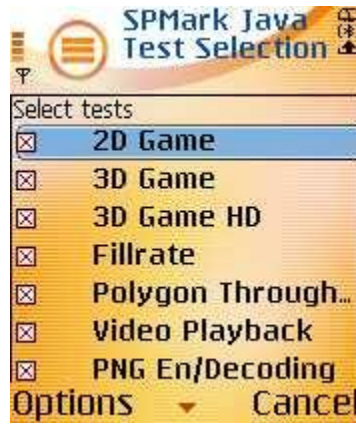 SPMark Java
Test Selection
Select tests
2D Game
3D Game
3D Game HD
Fillrate
Polygon Through...
Video Playback
PNG En/Decoding
Options Cancel